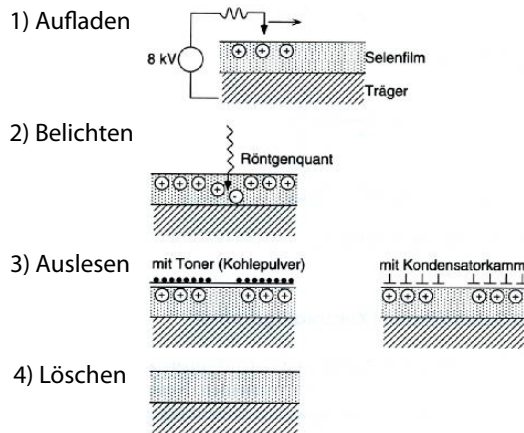 1) Aufladen
8 kV
Selenfilm
Träger
2) Belichten
Röntgenquant
3) Auslesen
mit Toner (Kohlepulver)
mit Kondensatorkamm
4) Löschen